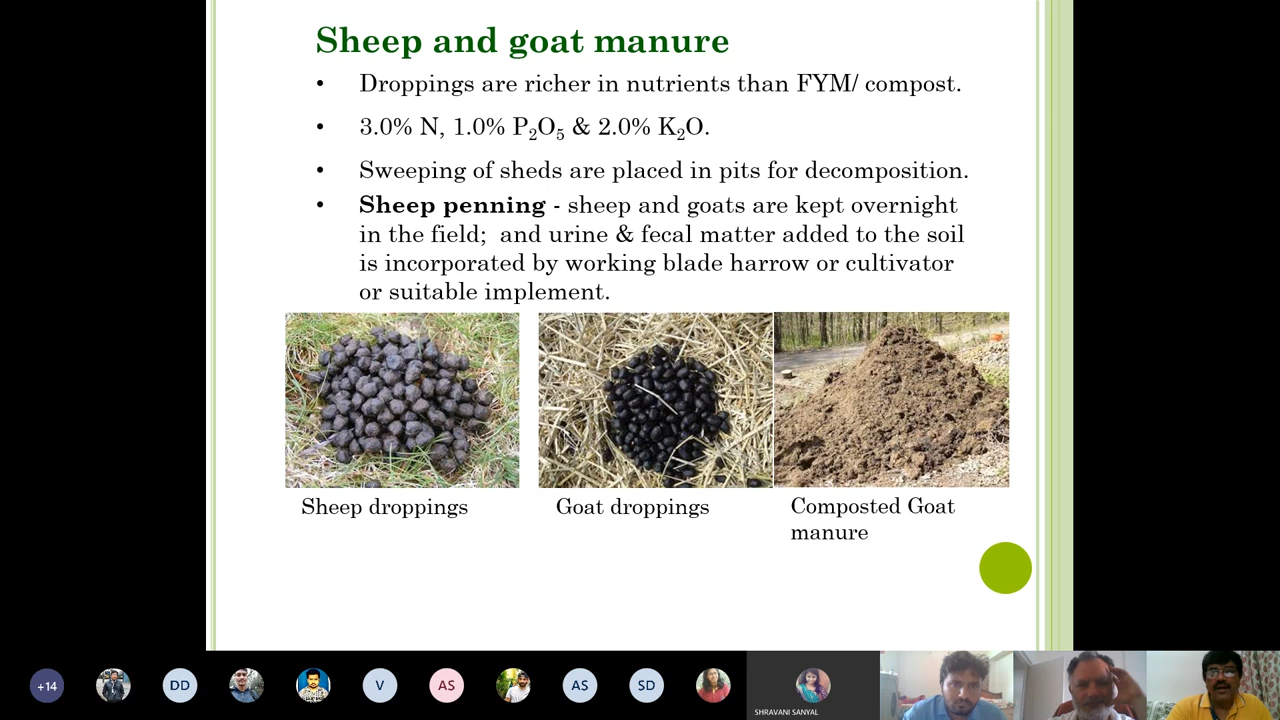 Sheep and goat manure
• Droppings are richer in nutrients than FYM/ compost.
• 3.0% N, 1.0% P₂O₅ & 2.0% K₂O.
• Sweeping of sheds are placed in pits for decomposition.
• Sheep penning - sheep and goats are kept overnight
in the field; and urine & fecal matter added to the soil
is incorporated by working blade harrow or cultivator
or suitable implement.
Sheep droppings
Goat droppings
Composted Goat
manure
+14
DD
V
AS
AS
SD
SHRAVANI SANYAL